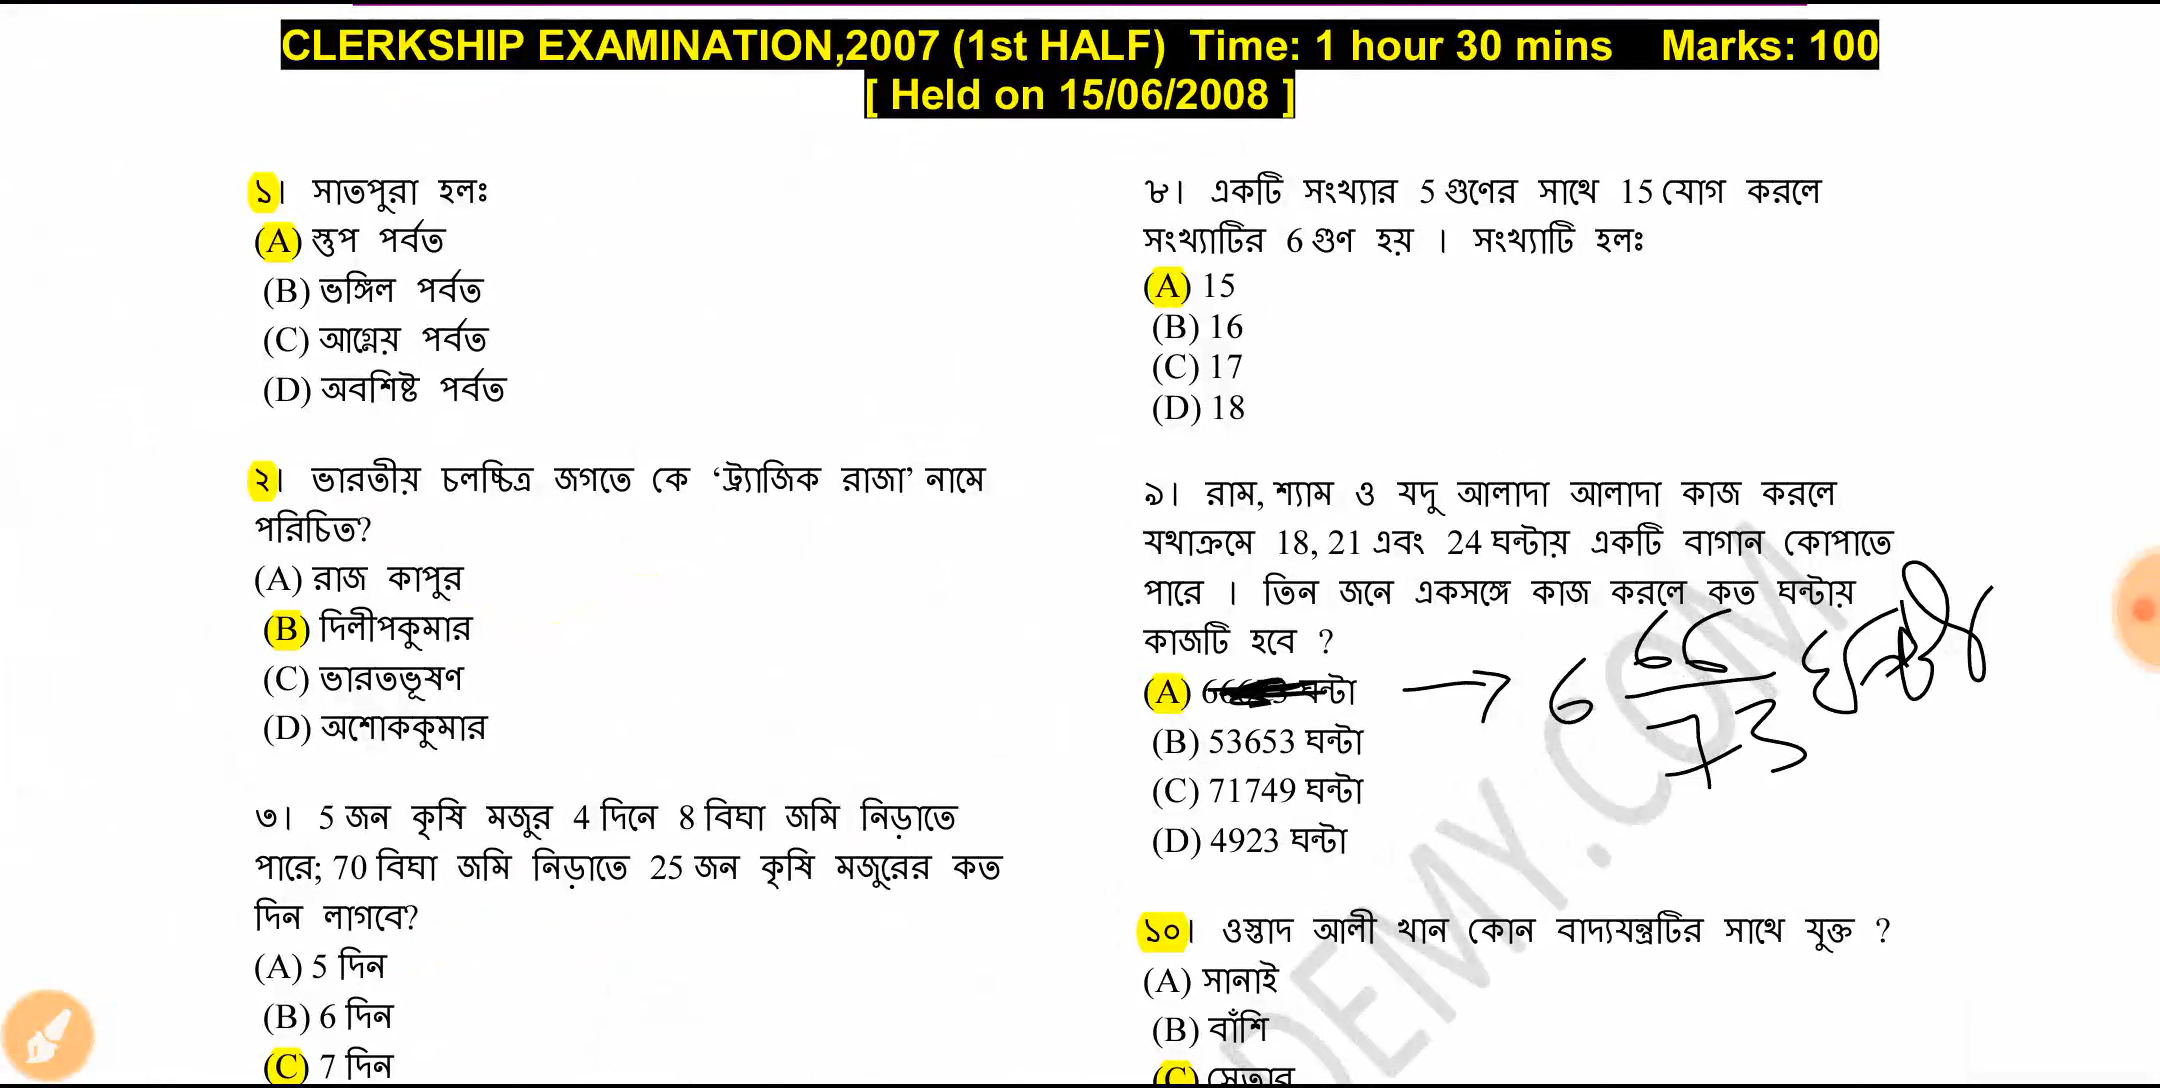 CLERKSHIP EXAMINATION,2007 (1st HALF) Time: 1 hour 30 mins Marks: 100
[ Held on 15/06/2008 ]
১। সাতপুরা হলঃ
(A) স্তুপ পর্বত
(B) ভঙ্গিল পর্বত
(C) আগ্নেয় পর্বত
(D) অবশিষ্ট পর্বত
২। ভারতীয় চলচ্চিত্র জগতে কে ‘ট্র্যাজিক রাজা’ নামে
পরিচিত?
(A) রাজ কাপুর
(B) দিলীপকুমার
(C) ভারতভূষণ
(D) অশোককুমার
৩। 5 জন কৃষি মজুর 4 দিনে 8 বিঘা জমি নিড়াতে
পারে; 70 বিঘা জমি নিড়াতে 25 জন কৃষি মজুরের কত
দিন লাগবে?
(A) 5 দিন
(B) 6 দিন
(C) 7 দিন
৮। একটি সংখ্যার 5 গুণের সাথে 15 যোগ করলে
সংখ্যাটির 6 গুণ হয় । সংখ্যাটি হলঃ
(A) 15
(B) 16
(C) 17
(D) 18
৯। রাম, শ্যাম ও যদু আলাদা আলাদা কাজ করলে
যথাক্রমে 18, 21 এবং 24 ঘন্টায় একটি বাগান কোপাতে
পারে । তিন জনে একসঙ্গে কাজ করলে কত ঘন্টায়
কাজটি হবে ?
(A) ঘন্টা → 6 66/73 ঘন্টায়
(B) 53653 ঘন্টা
(C) 71749 ঘন্টা
(D) 4923 ঘন্টা
১০। ওস্তাদ আলী খান কোন বাদ্যযন্ত্রটির সাথে যুক্ত ?
(A) সানাই
(B) বাঁশি
(C) সেতার
DEMY.COM